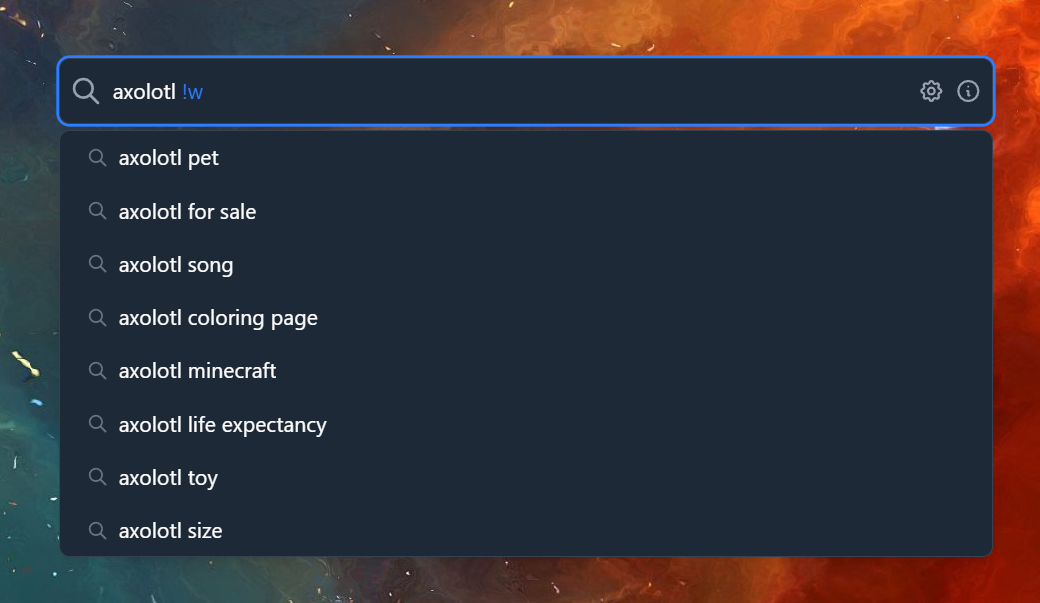 axolotl !w
axolotl pet
axolotl for sale
axolotl song
axolotl coloring page
axolotl minecraft
axolotl life expectancy
axolotl toy
axolotl size